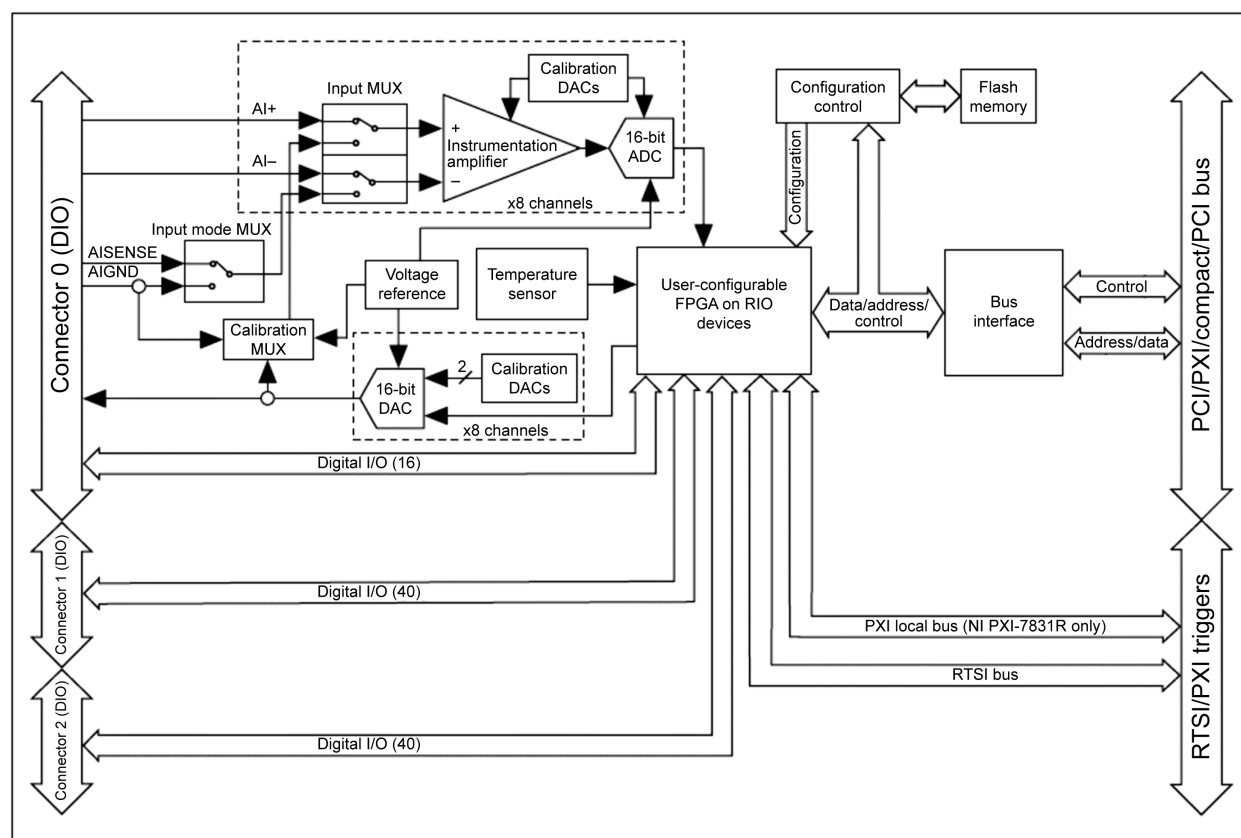 Calibration
DACs
Input MUX
AI+
+
Instrumentation
amplifier
16-bit
ADC
AI–
–
x8 channels
Configuration
control
Flash
memory
Configuration
Connector 0 (DIO)
Input mode MUX
AISENSE
AIGND
Voltage
reference
Temperature
sensor
User-configurable
FPGA on RIO
devices
Data/address/
control
Bus
interface
Control
Address/data
PCI/PXI/compact/PCI bus
Calibration
MUX
16-bit
DAC
2
Calibration
DACs
x8 channels
Digital I/O (16)
Connector 1 (DIO)
Digital I/O (40)
PXI local bus (NI PXI-7831R only)
RTSI bus
RTSI/PXI triggers
Connector 2 (DIO)
Digital I/O (40)